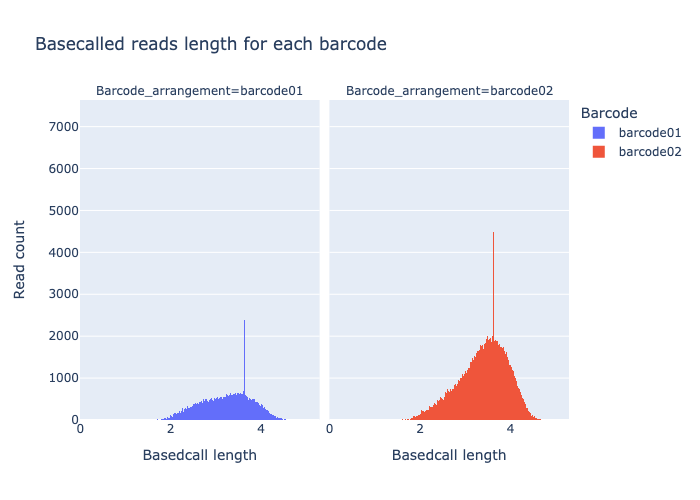 Basecalled reads length for each barcode
Barcode_arrangement=barcode01
Barcode_arrangement=barcode02
Barcode
barcode01
barcode02
7000
6000
5000
4000
3000
2000
1000
0
Read count
0 2 4
0 2 4
Basedcall length
Basedcall length